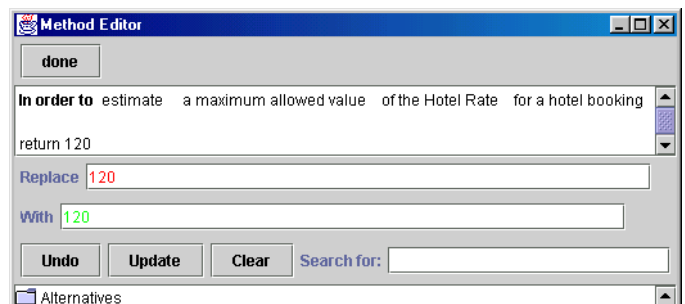 Method Editor
done
In order to estimate a maximum allowed value of the Hotel Rate for a hotel booking
return 120
Replace 120
With 120
Undo Update Clear Search for:
Alternatives